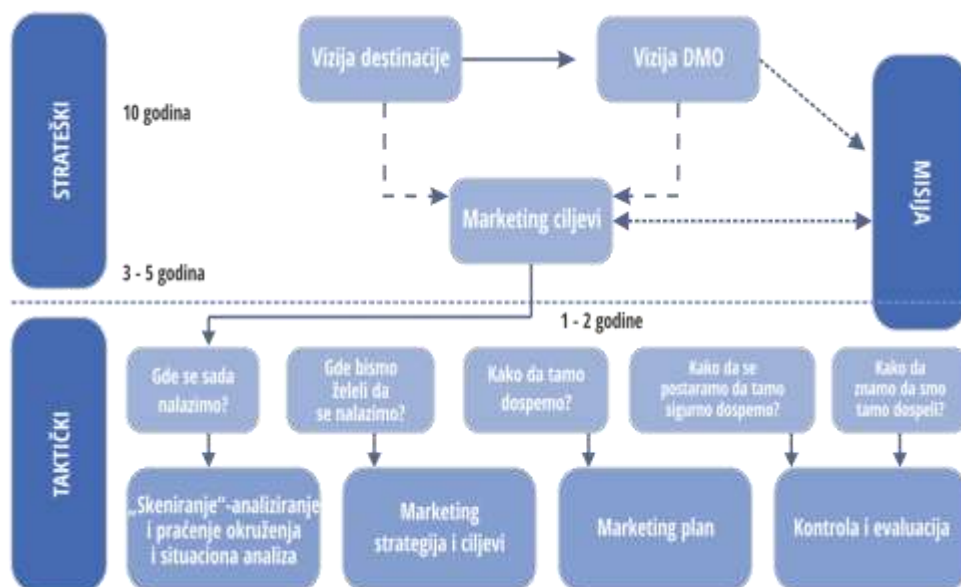 STRATEŠKI
10 godina
3 - 5 godina
Vizija destinacije
Vizija DMO
Marketing ciljevi
MISIJA
1 - 2 godine
TAKTIČKI
Gde se sada
nalazimo?
Gde bismo
želeli da
se nalazimo?
Kako da tamo
dospemo?
Kako da se
postaramo da tamo
sigurno dospemo?
Kako da
znamo da smo
tamo dospeli?
„Skeniranje“-analiziranje
i praćenje okruženja
i situaciona analiza
Marketing
strategija i ciljevi
Marketing plan
Kontrola i evaluacija